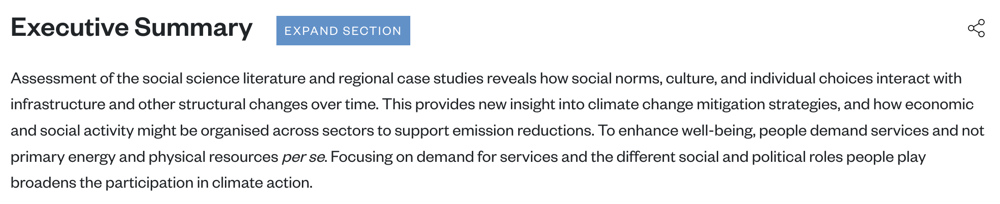 Executive Summary
EXPAND SECTION
Assessment of the social science literature and regional case studies reveals how social norms, culture, and individual choices interact with
infrastructure and other structural changes over time. This provides new insight into climate change mitigation strategies, and how economic
and social activity might be organised across sectors to support emission reductions. To enhance well-being, people demand services and not
primary energy and physical resources per se. Focusing on demand for services and the different social and political roles people play
broadens the participation in climate action.